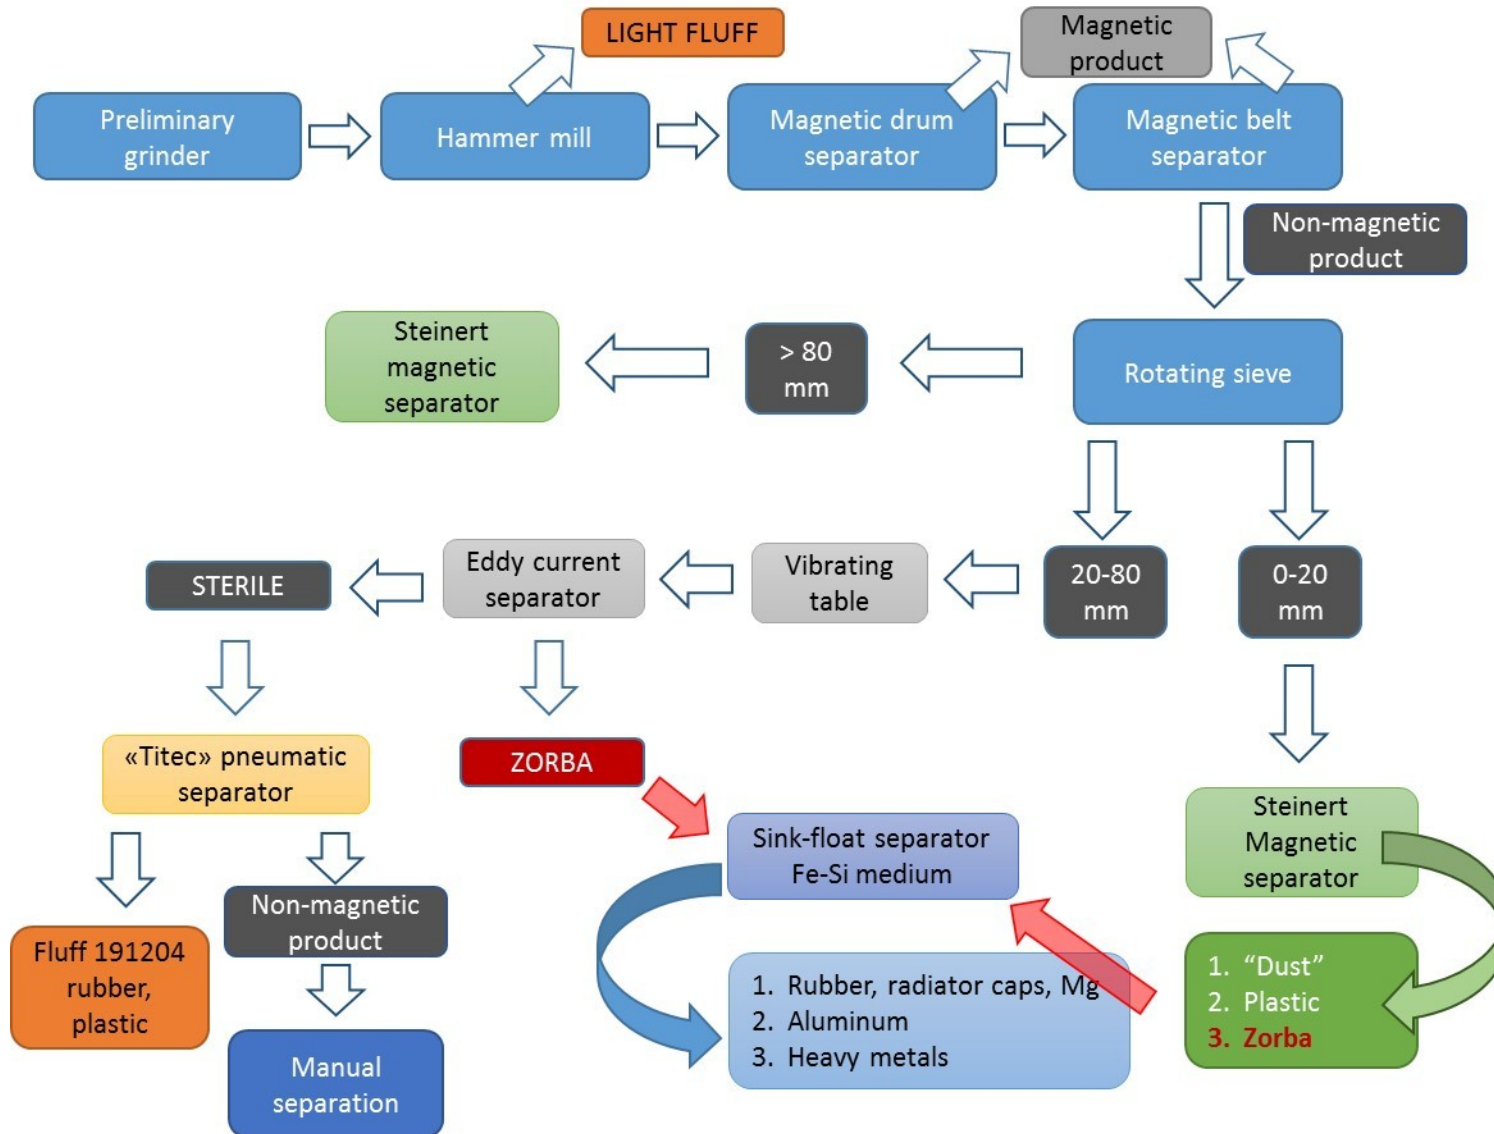 LIGHT FLUFF
Magnetic
product
Preliminary
grinder
Hammer mill
Magnetic drum
separator
Magnetic belt
separator
Non-magnetic
product
Steinert
magnetic
separator
> 80
mm
Rotating sieve
STERILE
Eddy current
separator
Vibrating
table
20-80
mm
0-20
mm
«Titec» pneumatic
separator
ZORBA
Sink-float separator
Fe-Si medium
Steinert
Magnetic
separator
Fluff 191204
rubber,
plastic
Non-magnetic
product
Manual
separation
1. Rubber, radiator caps, Mg
2. Aluminum
3. Heavy metals
1. “Dust”
2. Plastic
3. Zorba